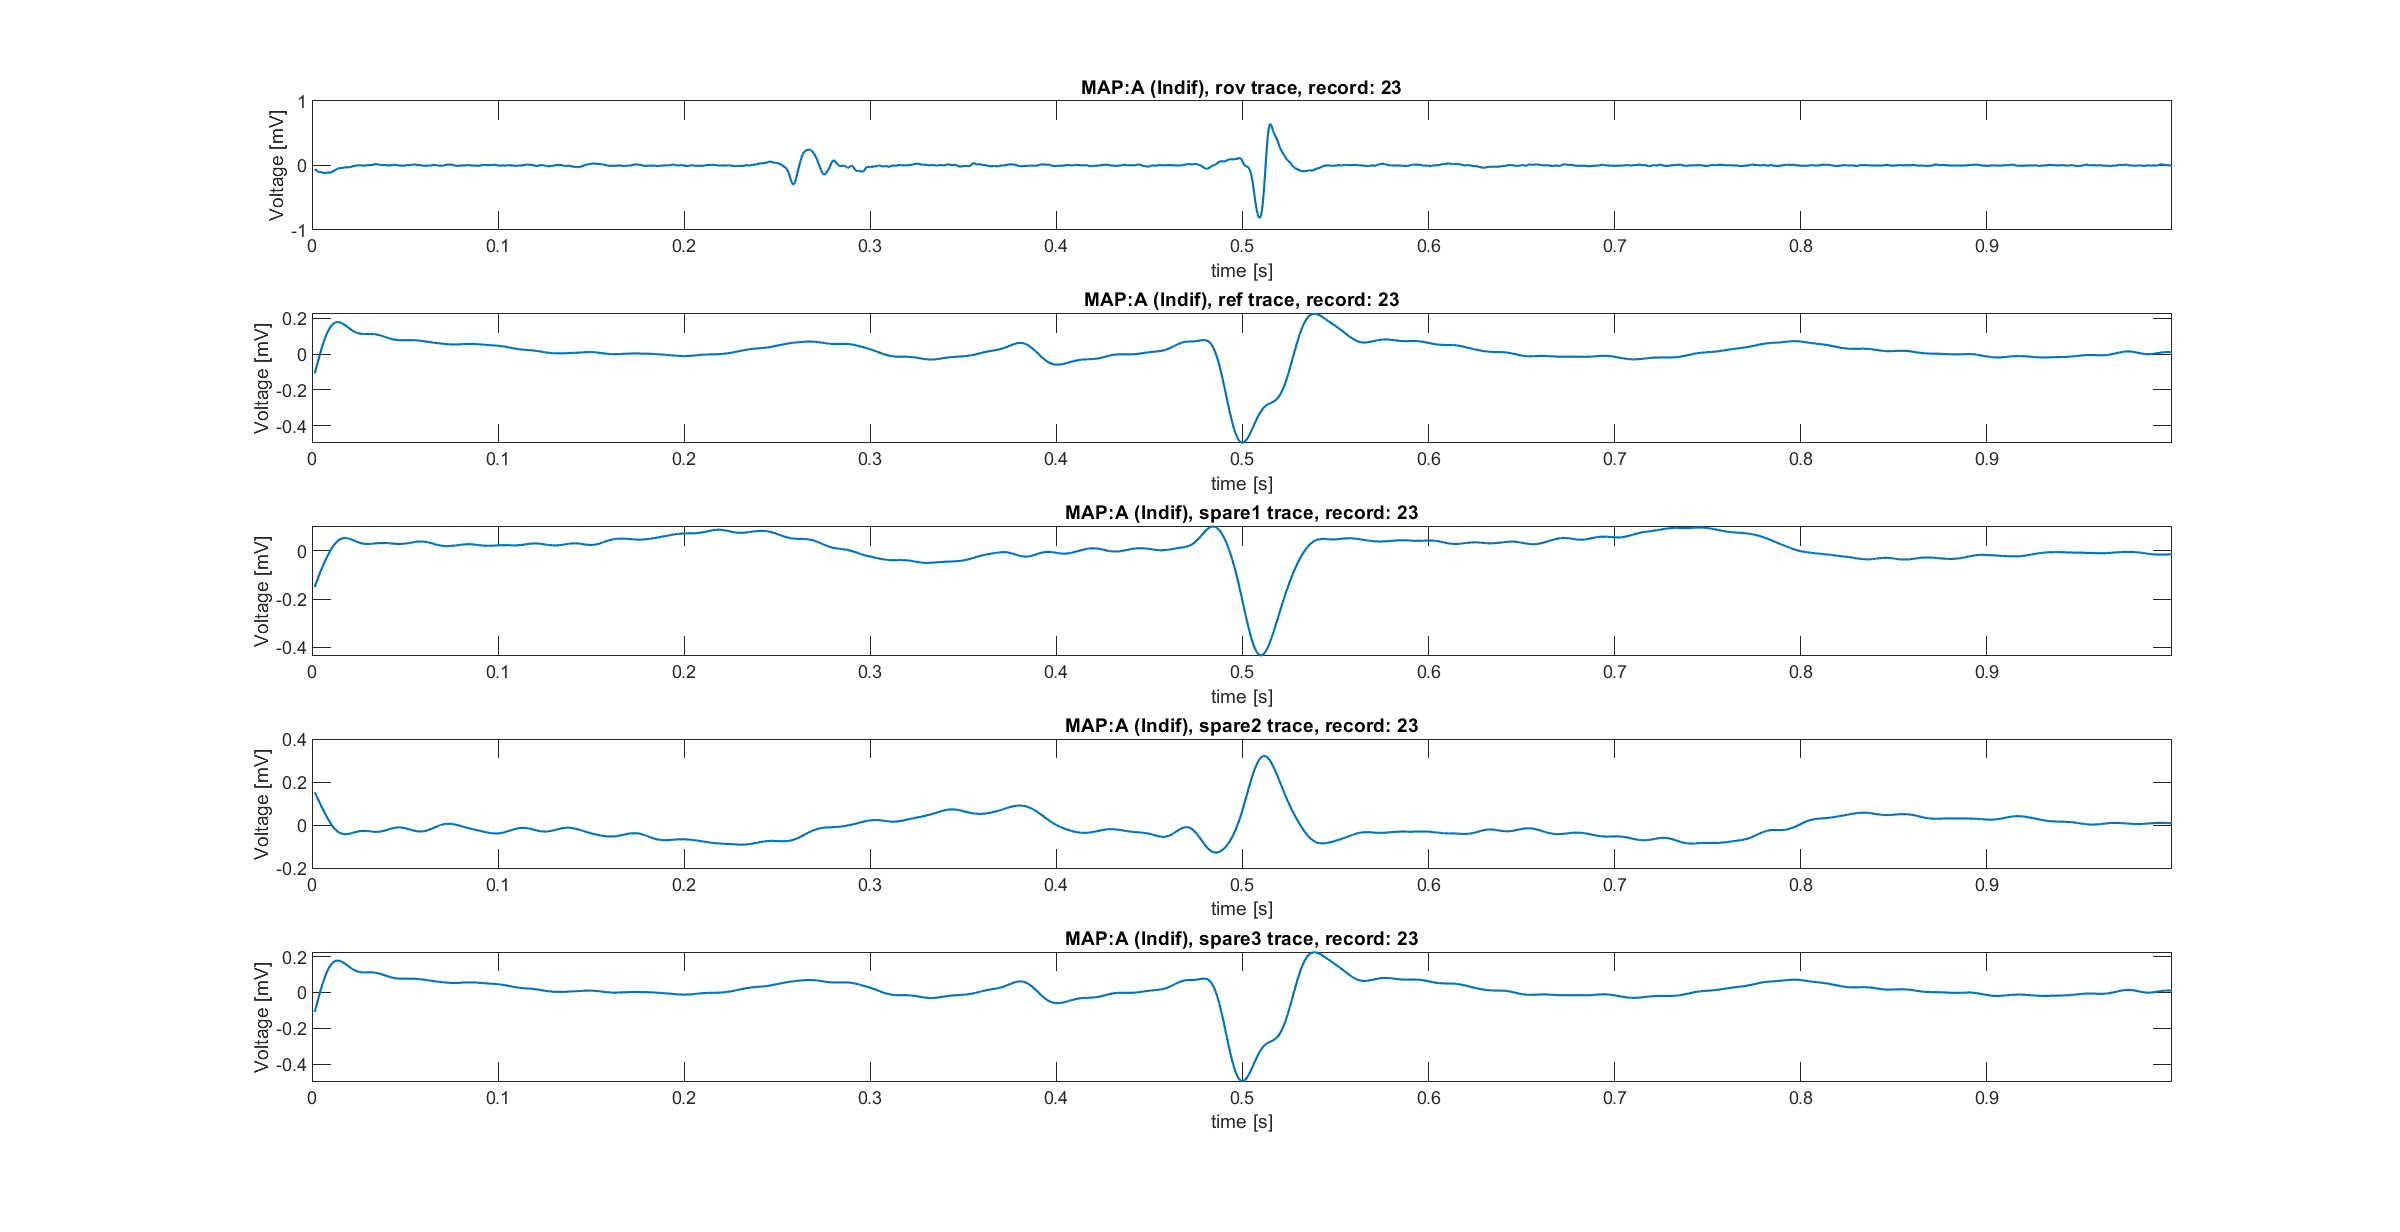 MAP:A (Indif), rov trace, record: 23
Voltage [mV]
1
0
-1
0 0.1 0.2 0.3 0.4 0.5 0.6 0.7 0.8 0.9
time [s]
MAP:A (Indif), ref trace, record: 23
Voltage [mV]
0.2
0
-0.2
-0.4
0 0.1 0.2 0.3 0.4 0.5 0.6 0.7 0.8 0.9
time [s]
MAP:A (Indif), spare1 trace, record: 23
Voltage [mV]
0
-0.2
-0.4
0 0.1 0.2 0.3 0.4 0.5 0.6 0.7 0.8 0.9
time [s]
MAP:A (Indif), spare2 trace, record: 23
Voltage [mV]
0.4
0.2
0
-0.2
0 0.1 0.2 0.3 0.4 0.5 0.6 0.7 0.8 0.9
time [s]
MAP:A (Indif), spare3 trace, record: 23
Voltage [mV]
0.2
0
-0.2
-0.4
0 0.1 0.2 0.3 0.4 0.5 0.6 0.7 0.8 0.9
time [s]